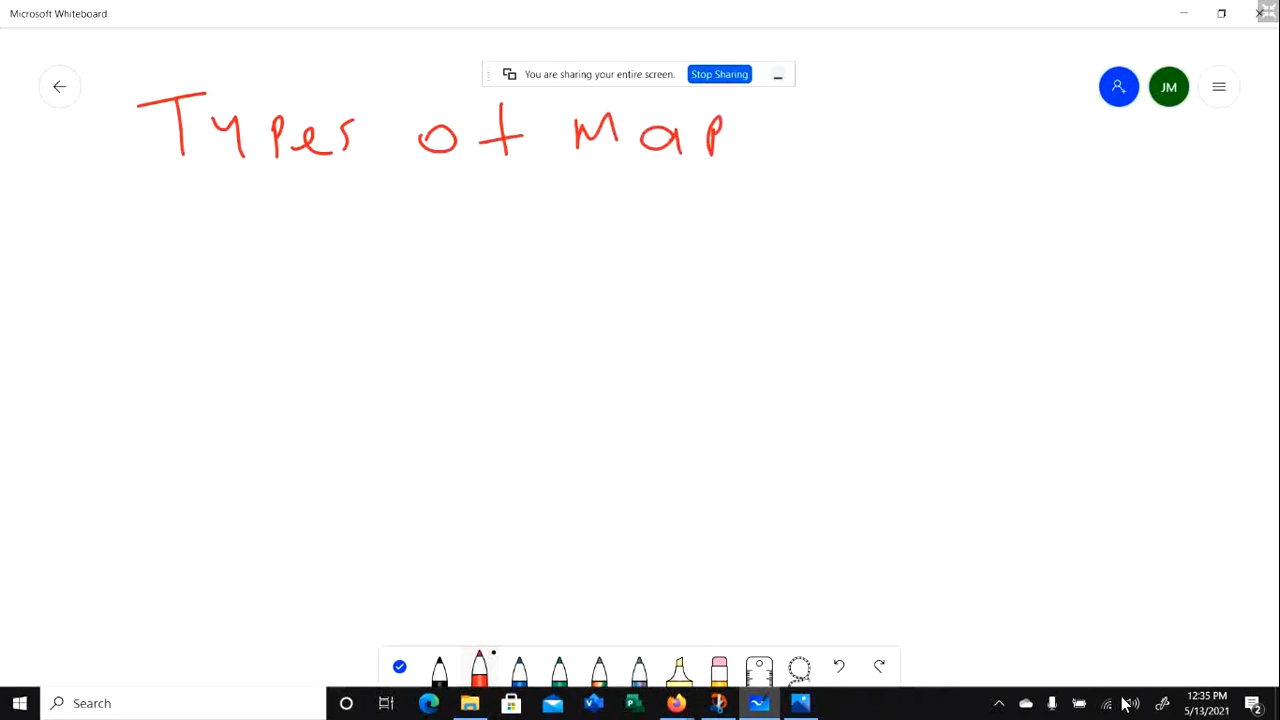 Microsoft Whiteboard
You are sharing your entire screen. Stop Sharing
JM
Types of Map
Search
12:35 PM
5/13/2021
2